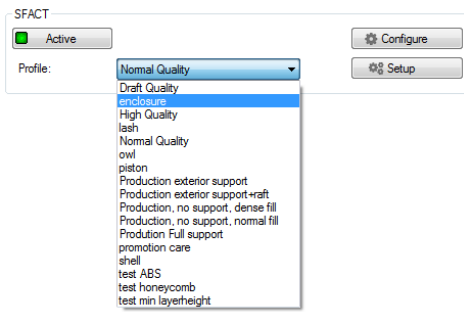 SFACT
Active
Configure
Profile:
Normal Quality
Setup
Draft Quality
enclosure
High Quality
lash
Normal Quality
owl
piston
Production exterior support
Production exterior support+raft
Production, no support, dense fill
Production, no support, normal fill
Prodution Full support
promotion care
shell
test ABS
test honeycomb
test min layerheight